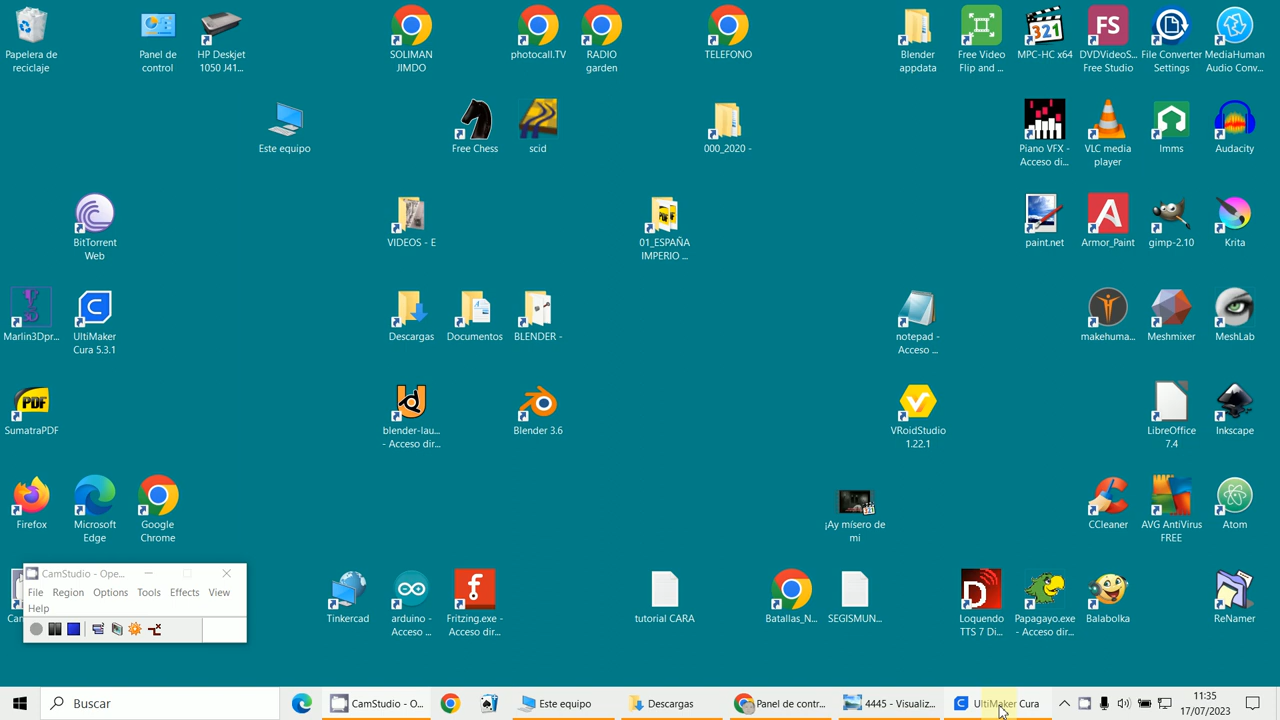 Papelera de
reciclaje
Panel de
control
HP Deskjet
1050 J41...
SOLIMAN
JIMDO
photocall.TV
RADIO
garden
TELEFONO
Blender
appdata
Free Video
Flip and ...
MPC-HC x64
DVDVideoS...
Free Studio
File Converter
Settings
MediaHuman
Audio Conv...
Este equipo
Free Chess
scid
000_2020 -
Piano VFX -
Acceso di...
VLC media
player
lmms
Audacity
BitTorrent
Web
VIDEOS - E
01_ESPAÑA
IMPERIO ...
paint.net
Armor_Paint
gimp-2.10
Krita
Marlin3Dpr...
UltiMaker
Cura 5.3.1
Descargas
Documentos
BLENDER -
notepad -
Acceso ...
makehuma...
Meshmixer
MeshLab
PDF
SumatraPDF
blender-lau...
- Acceso dir...
Blender 3.6
VRoidStudio
1.22.1
LibreOffice
7.4
Inkscape
Firefox
Microsoft
Edge
Google
Chrome
¡Ay mísero de
mi
CCleaner
AVG AntiVirus
FREE
Atom
CamStudio - Ope...
File Region Options Tools Effects View
Help
Tinkercad
arduino -
Acceso ...
Fritzing.exe -
Acceso dir...
tutorial CARA
Batallas_N...
SEGISMUN...
Loquendo
TTS 7 Di...
Papagayo.exe
- Acceso dir...
Balabolka
ReNamer
Buscar
CamStudio - O...
Este equipo
Descargas
Panel de contr...
4445 - Visualiz...
UltiMaker Cura
11:35
17/07/2023